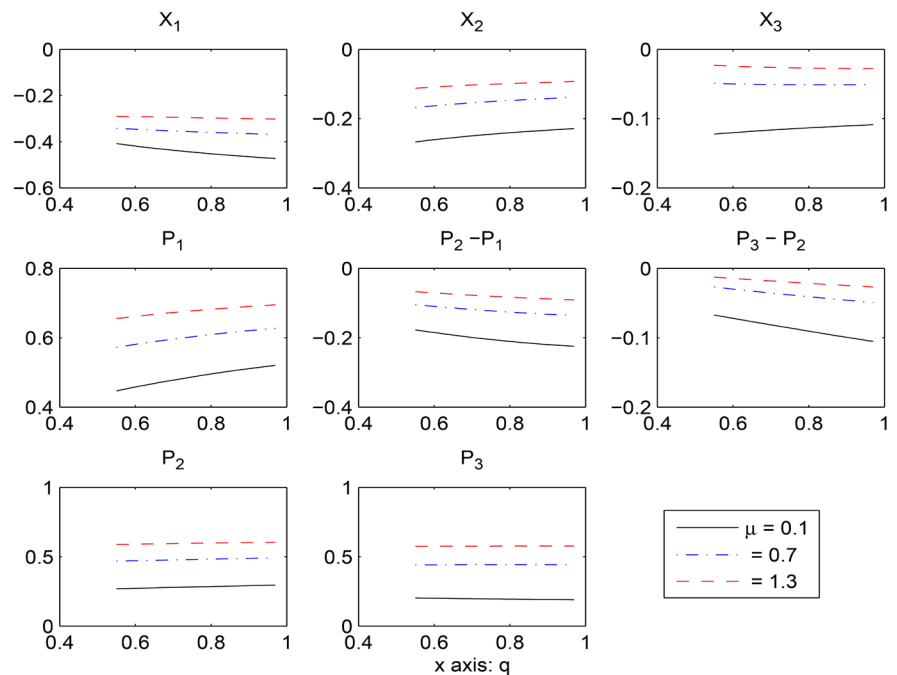 X1 X2 X3
0 0 0
−0.2 −0.1
−0.4 −0.2
−0.6 −0.4 −0.2
0.4 0.6 0.8 1 0.4 0.6 0.8 1 0.4 0.6 0.8 1
P1 P2 −P1 P3 − P2
0.8 0 0
0.6 −0.2 −0.1
0.4 −0.4 −0.2
0.4 0.6 0.8 1 0.4 0.6 0.8 1 0.4 0.6 0.8 1
P2 P3
1 1
0.5 0.5
0 0
0.4 0.6 0.8 1 0.4 0.6 0.8 1
x axis: q
μ = 0.1
= 0.7
= 1.3